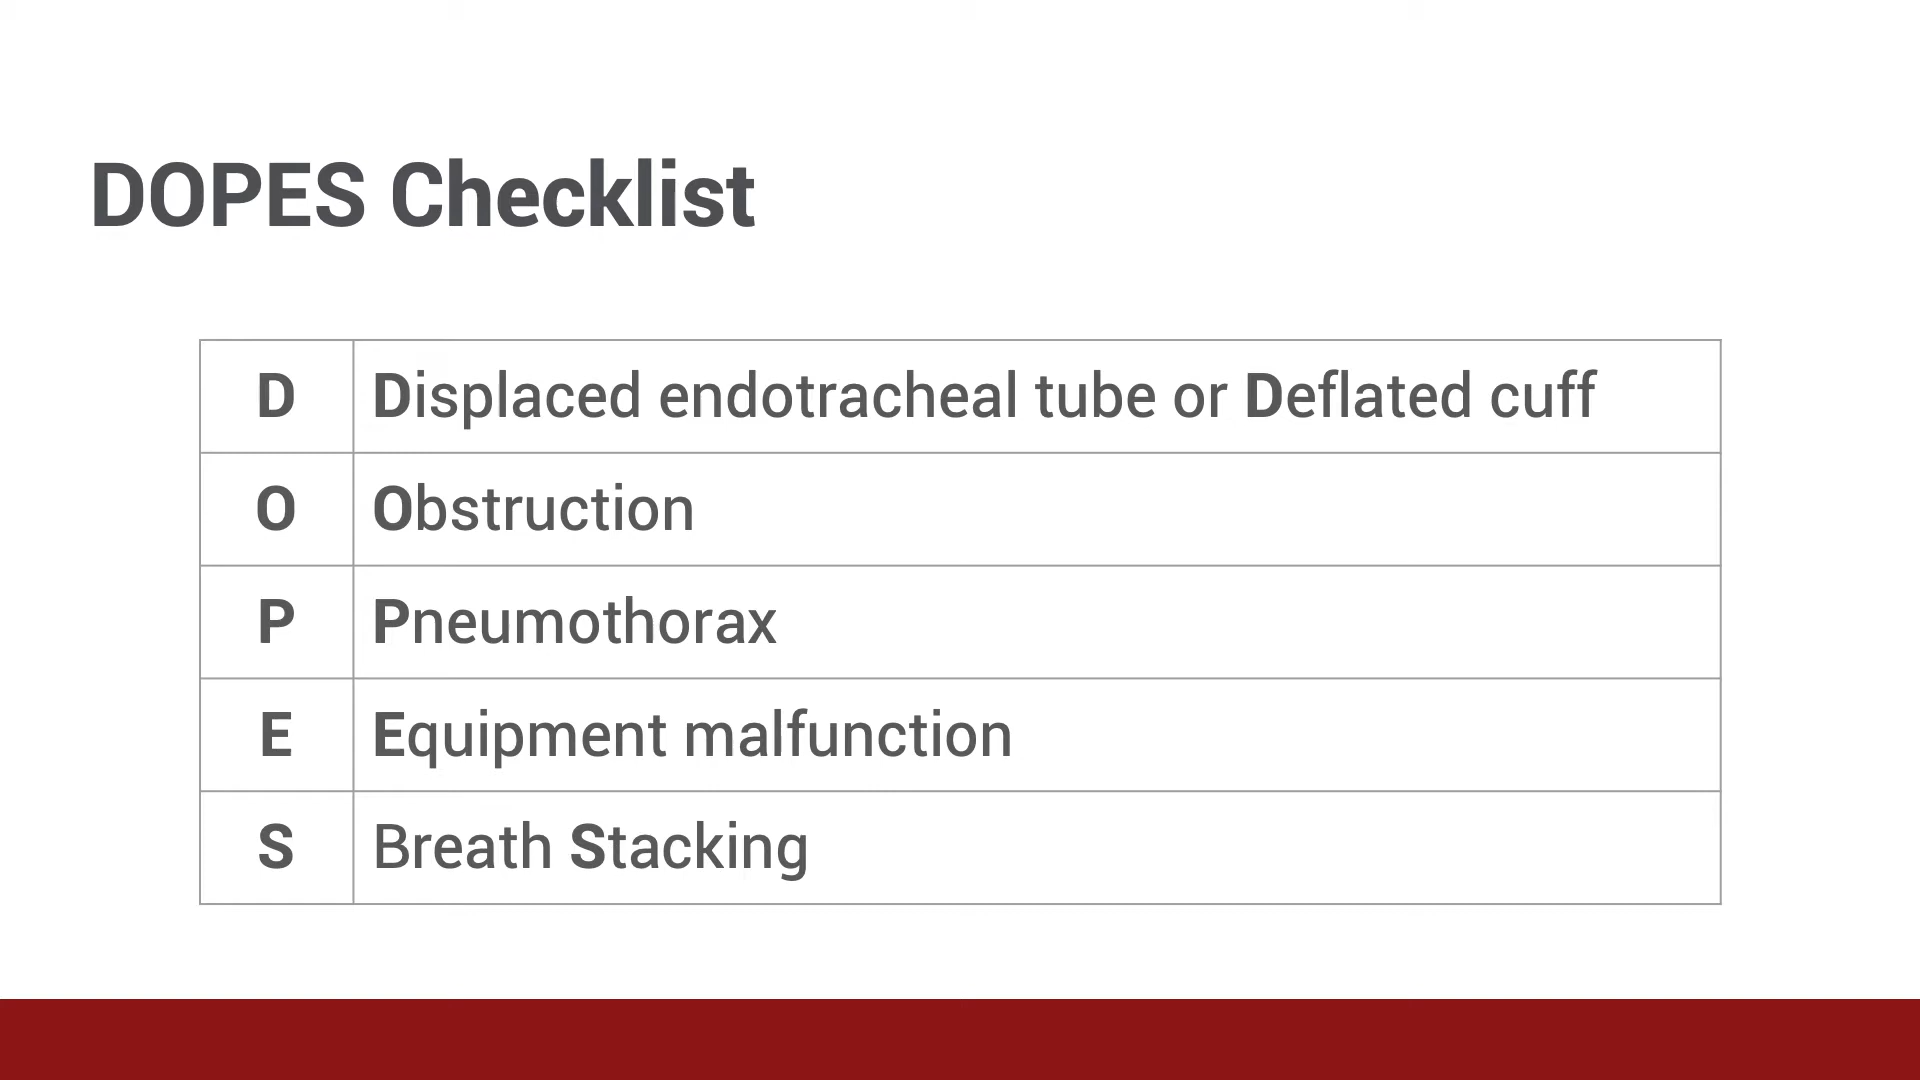 DOPES Checklist
D Displaced endotracheal tube or Deflated cuff
O Obstruction
P Pneumothorax
E Equipment malfunction
S Breath Stacking